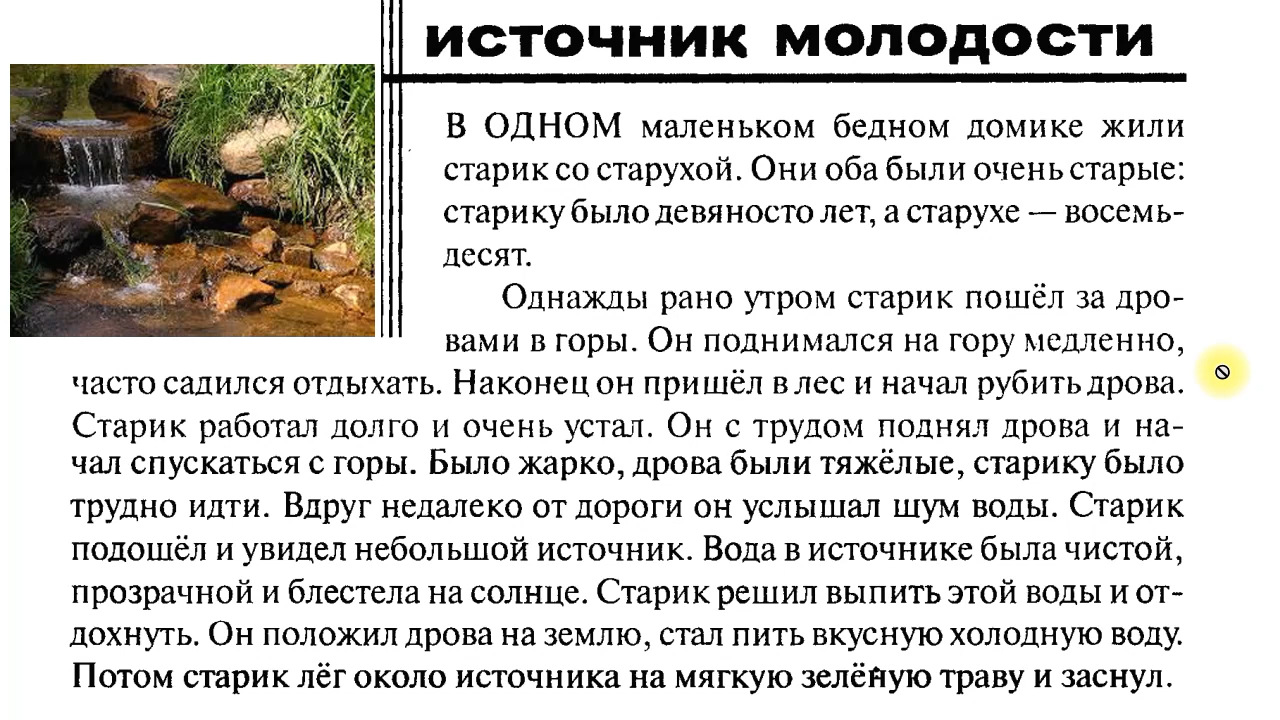 ИСТОЧНИК МОЛОДОСТИ
В ОДНОМ маленьком бедном домике жили
старик со старухой. Они оба были очень старые:
старику было девяносто лет, а старухе — восемь-
десят.
Однажды рано утром старик пошёл за дро-
вами в горы. Он поднимался на гору медленно,
часто садился отдыхать. Наконец он пришёл в лес и начал рубить дрова.
Старик работал долго и очень устал. Он с трудом поднял дрова и на-
чал спускаться с горы. Было жарко, дрова были тяжёлые, старику было
трудно идти. Вдруг недалеко от дороги он услышал шум воды. Старик
подошёл и увидел небольшой источник. Вода в источнике была чистой,
прозрачной и блестела на солнце. Старик решил выпить этой воды и от-
дохнуть. Он положил дрова на землю, стал пить вкусную холодную воду.
Потом старик лёг около источника на мягкую зелёную траву и заснул.